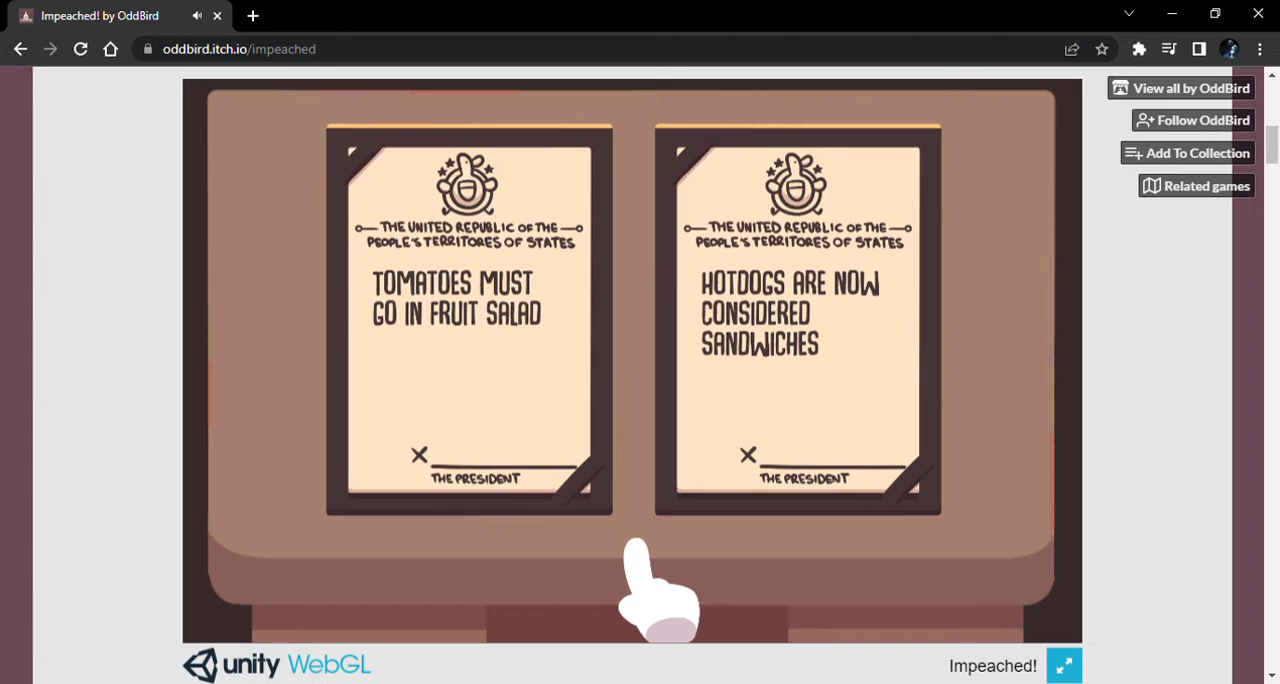 Impeached! by OddBird
oddbird.itch.io/impeached
View all by OddBird
Follow OddBird
Add To Collection
Related games
THE UNITED REPUBLIC OF THE
PEOPLE'S TERRITORES OF STATES
TOMATOES MUST
GO IN FRUIT SALAD
X
THE PRESIDENT
THE UNITED REPUBLIC OF THE
PEOPLE'S TERRITORES OF STATES
HOTDOGS ARE NOW
CONSIDERED
SANDWICHES
X
THE PRESIDENT
unity WebGL
Impeached!